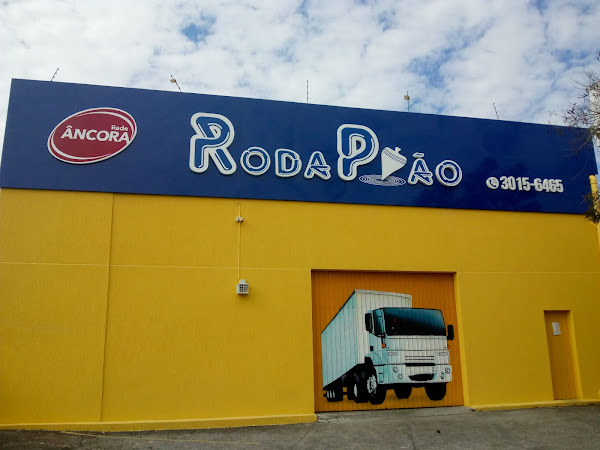 Rede
ÂNCORA
RODA PIÃO
3015-6465